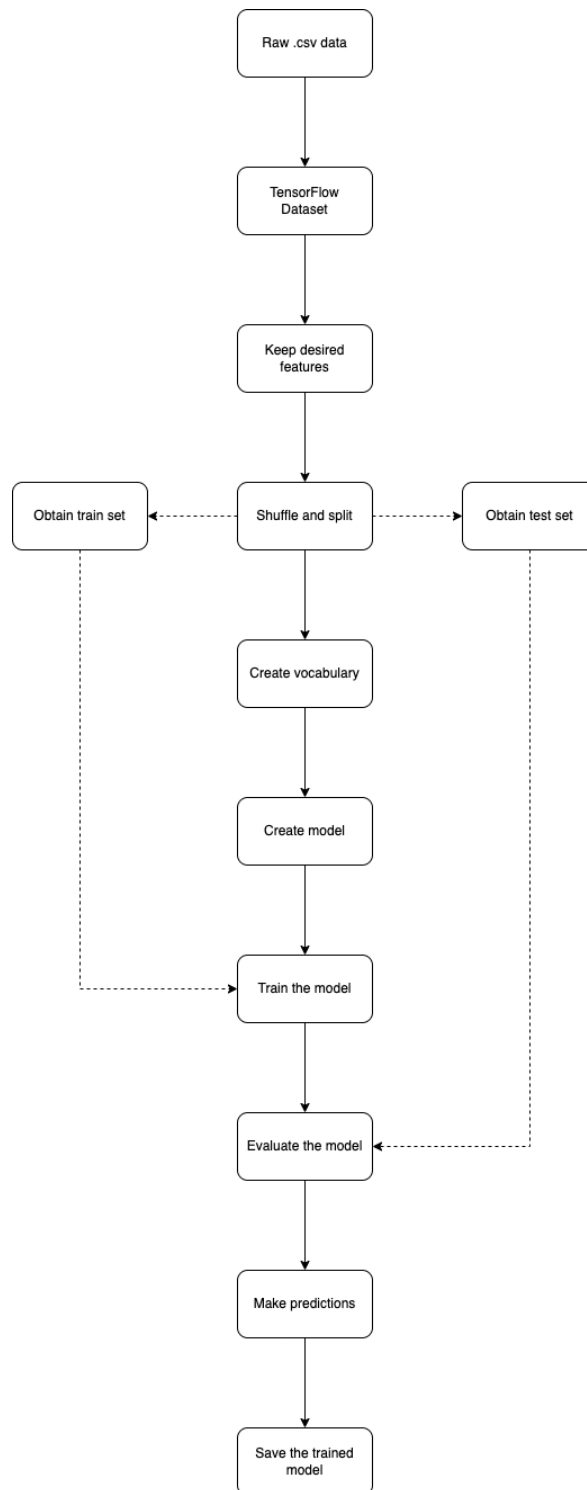 Raw .csv data
TensorFlow
Dataset
Keep desired
features
Obtain train set
Shuffle and split
Obtain test set
Create vocabulary
Create model
Train the model
Evaluate the model
Make predictions
Save the trained
model